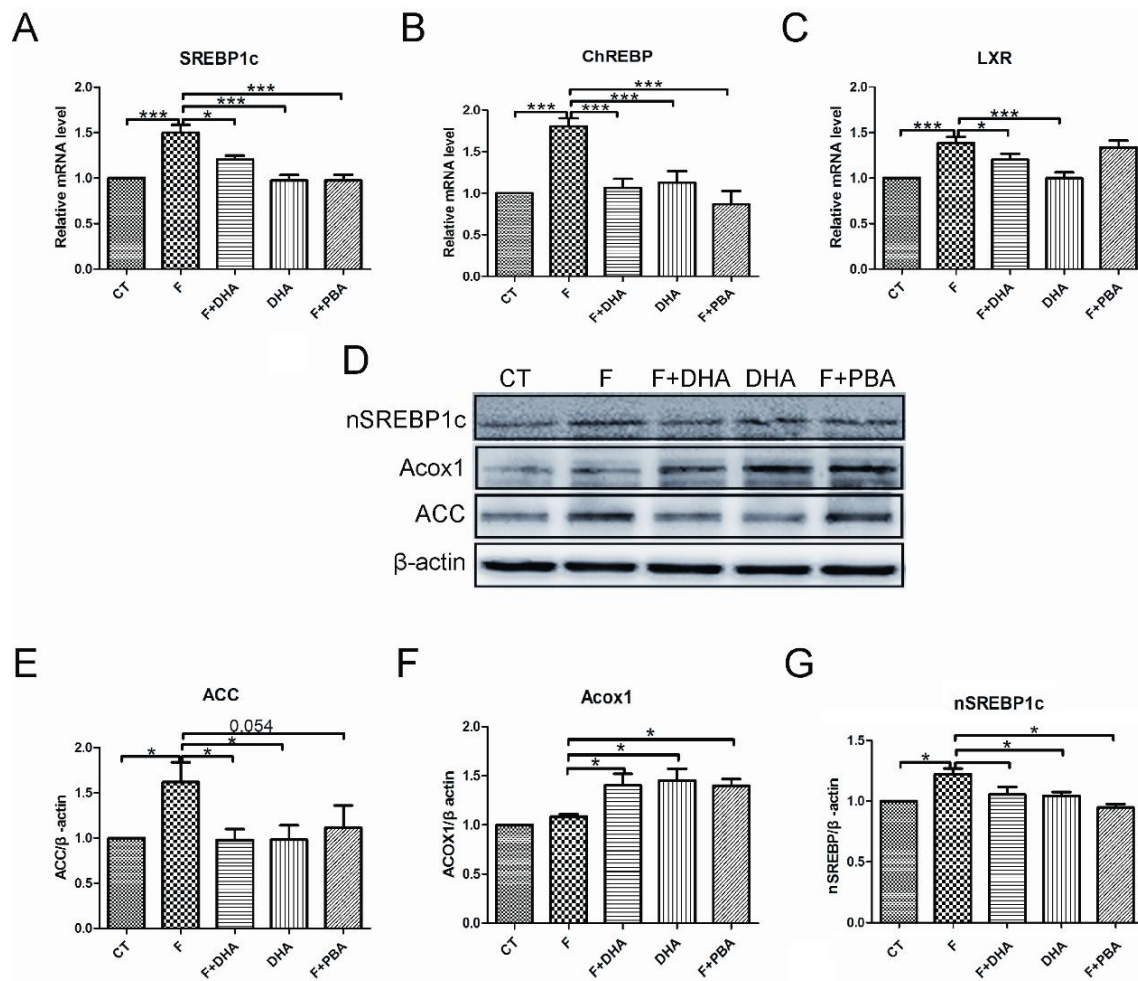 A
SREBP1c
Relative mRNA level
2.0
1.5
1.0
0.5
0.0
***
***
***
*
CT
F
F+DHA
DHA
F+PBA
B
ChREBP
Relative mRNA level
2.0
1.5
1.0
0.5
0.0
***
***
***
***
CT
F
F+DHA
DHA
F+PBA
C
LXR
Relative mRNA level
2.0
1.5
1.0
0.5
0.0
***
***
*
CT
F
F+DHA
DHA
F+PBA
D
CT F F+DHA DHA F+PBA
nSREBP1c
Acox1
ACC
β-actin
E
ACC
ACC/β -actin
2.0
1.5
1.0
0.5
0.0
0.054
*
*
*
CT
F
F+DHA
DHA
F+PBA
F
Acox1
ACOX1/β actin
2.0
1.5
1.0
0.5
0.0
*
*
*
CT
F
F+DHA
DHA
F+PBA
G
nSREBP1c
nSREBP/β -actin
1.5
1.0
0.5
0.0
*
*
*
CT
F
F+DHA
DHA
F+PBA